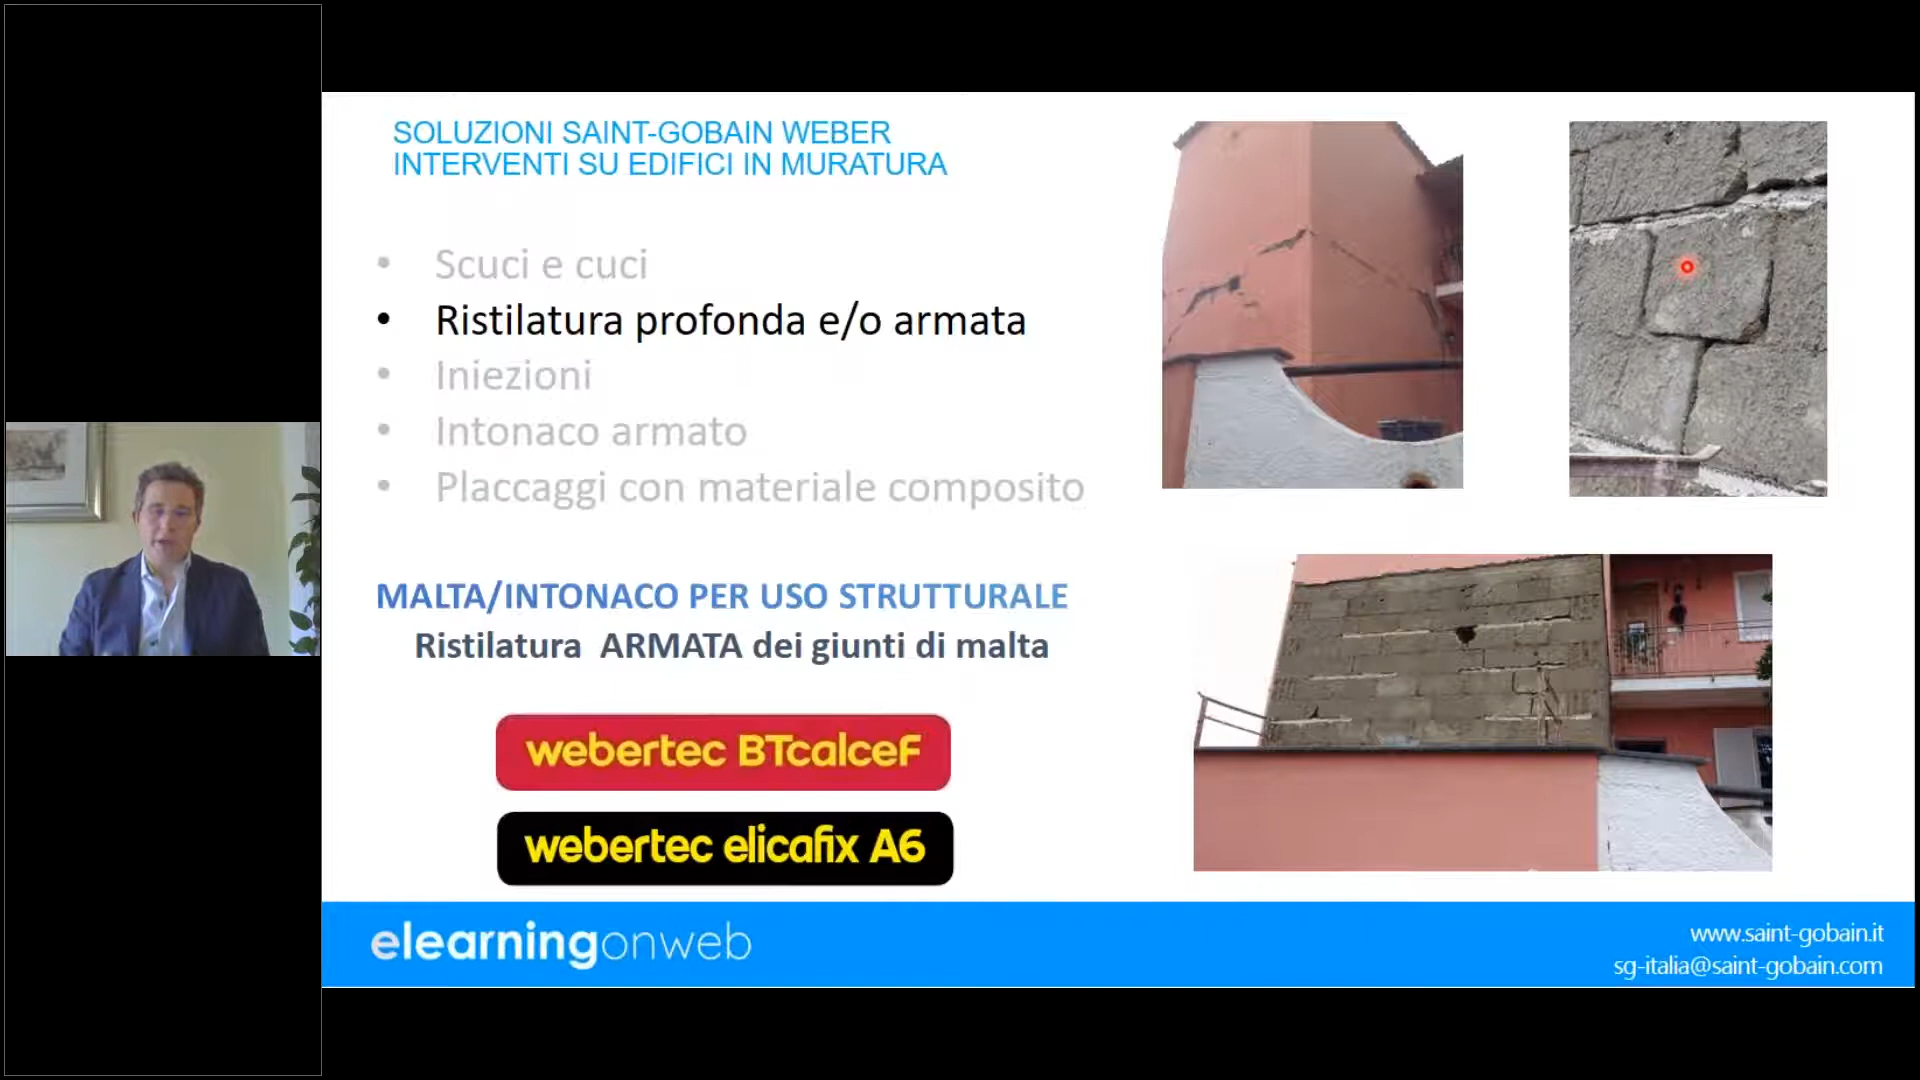 SOLUZIONI SAINT-GOBAIN WEBER
INTERVENTI SU EDIFICI IN MURATURA
• Scuci e cuci
• Ristilatura profonda e/o armata
• Iniezioni
• Intonaco armato
• Placcaggi con materiale composito
MALTA/INTONACO PER USO STRUTTURALE
Ristilatura ARMATA dei giunti di malta
webertec BTcalceF
webertec elicafix A6
elearningonweb
www.saint-gobain.it
sg-italia@saint-gobain.com